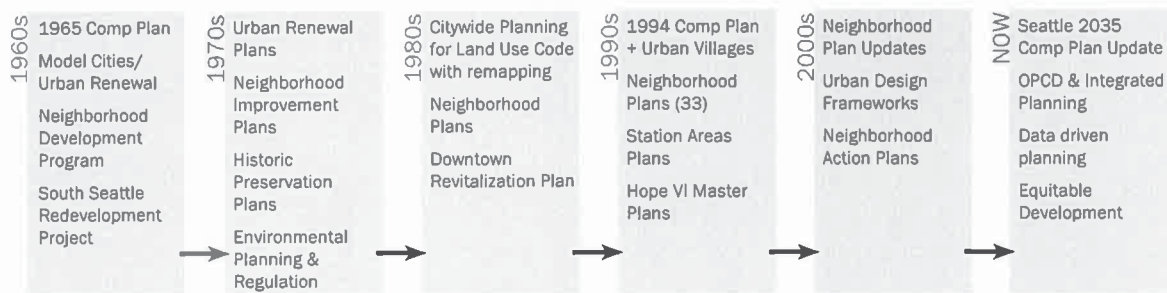 1960s
1965 Comp Plan
Model Cities/
Urban Renewal
Neighborhood
Development
Program
South Seattle
Redevelopment
Project
1970s
Urban Renewal
Plans
Neighborhood
Improvement
Plans
Historic
Preservation
Plans
Environmental
Planning &
Regulation
1980s
Citywide Planning
for Land Use Code
with remapping
Neighborhood
Plans
Downtown
Revitalization Plan
1990s
1994 Comp Plan
+ Urban Villages
Neighborhood
Plans (33)
Station Areas
Plans
Hope VI Master
Plans
2000s
Neighborhood
Plan Updates
Urban Design
Frameworks
Neighborhood
Action Plans
NOW
Seattle 2035
Comp Plan Update
OPCD & Integrated
Planning
Data driven
planning
Equitable
Development